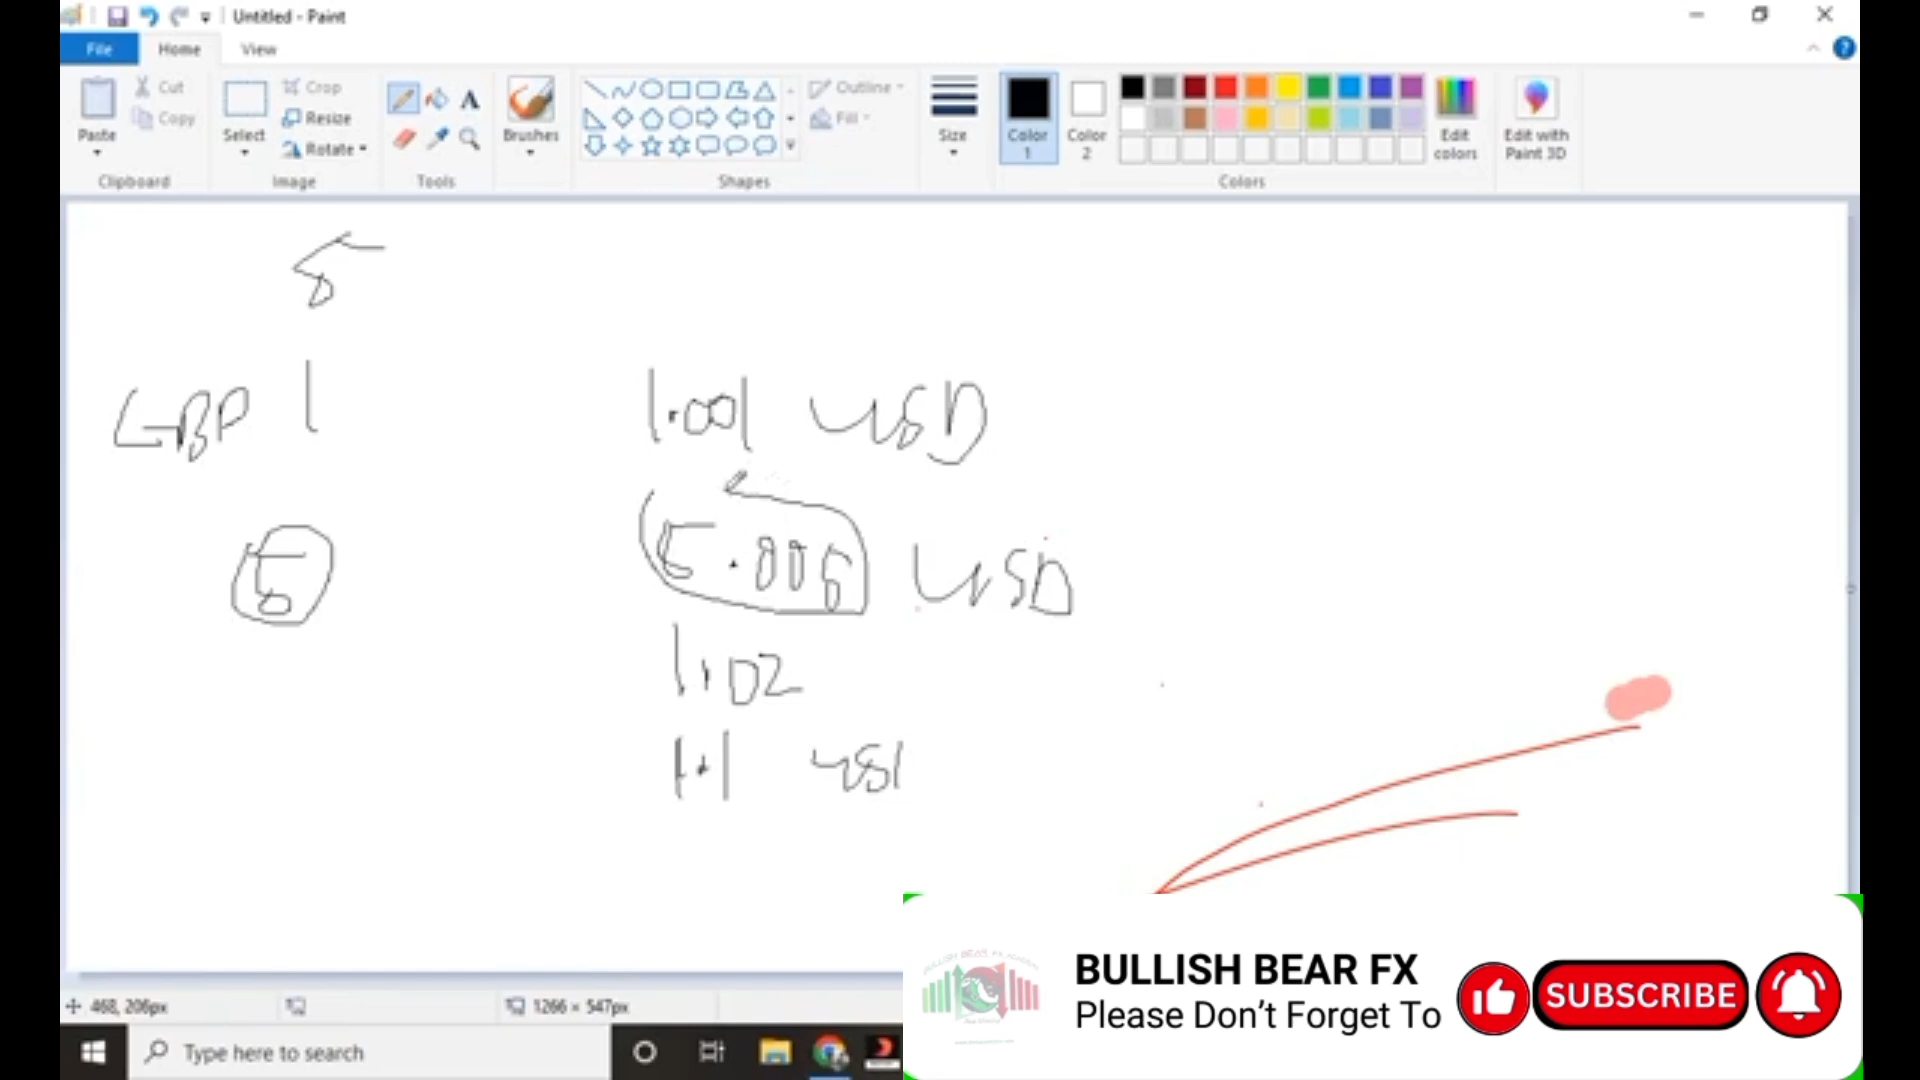 Untitled - Paint
File Home View
Paste Cut Copy
Select Crop Resize Rotate
Brushes
Outline Fill
Size
Color 1
Color 2
Edit colors
Edit with Paint 3D
Clipboard Image Tools Shapes Colors
5
GBP 1 1.001 USD
5 5.005 USD
1.02
1.1 USD
BULLISH BEAR FX
Please Don't Forget To SUBSCRIBE
468, 206px 1266 × 547px
Type here to search